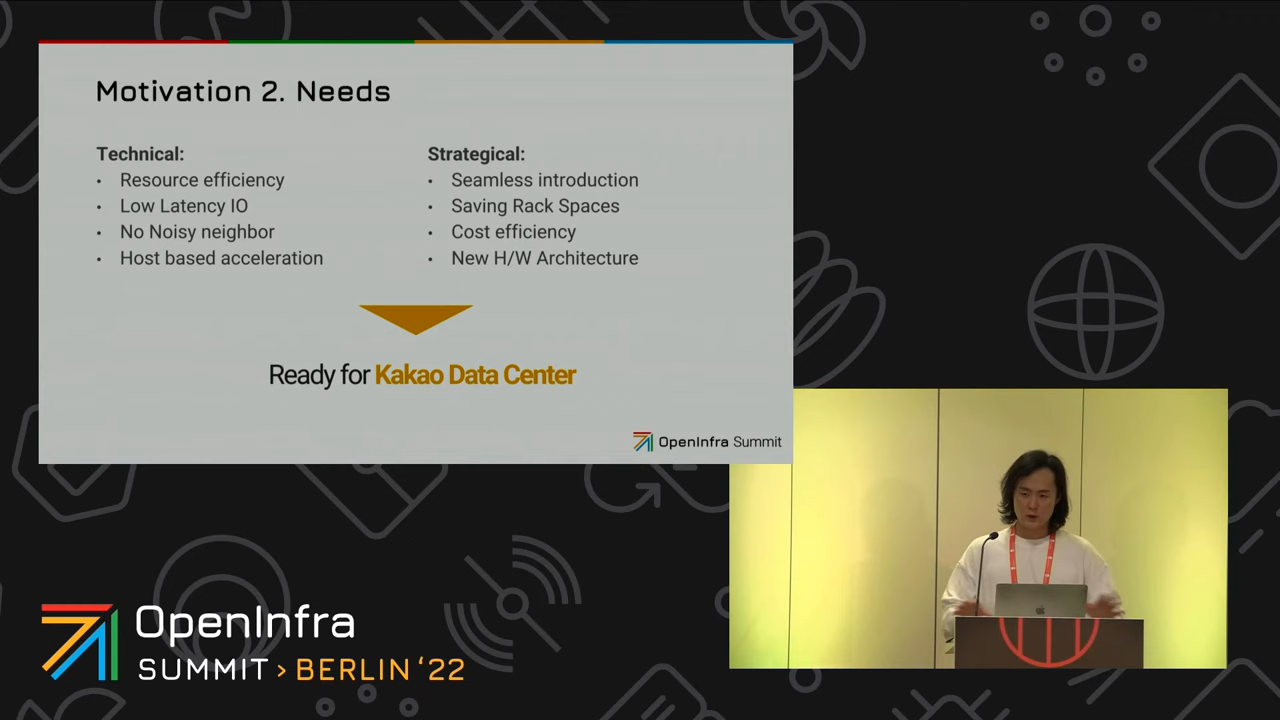 Motivation 2. Needs
Technical:
• Resource efficiency
• Low Latency IO
• No Noisy neighbor
• Host based acceleration
Strategical:
• Seamless introduction
• Saving Rack Spaces
• Cost efficiency
• New H/W Architecture
Ready for Kakao Data Center
OpenInfra Summit
OpenInfra
SUMMIT > BERLIN ‘22